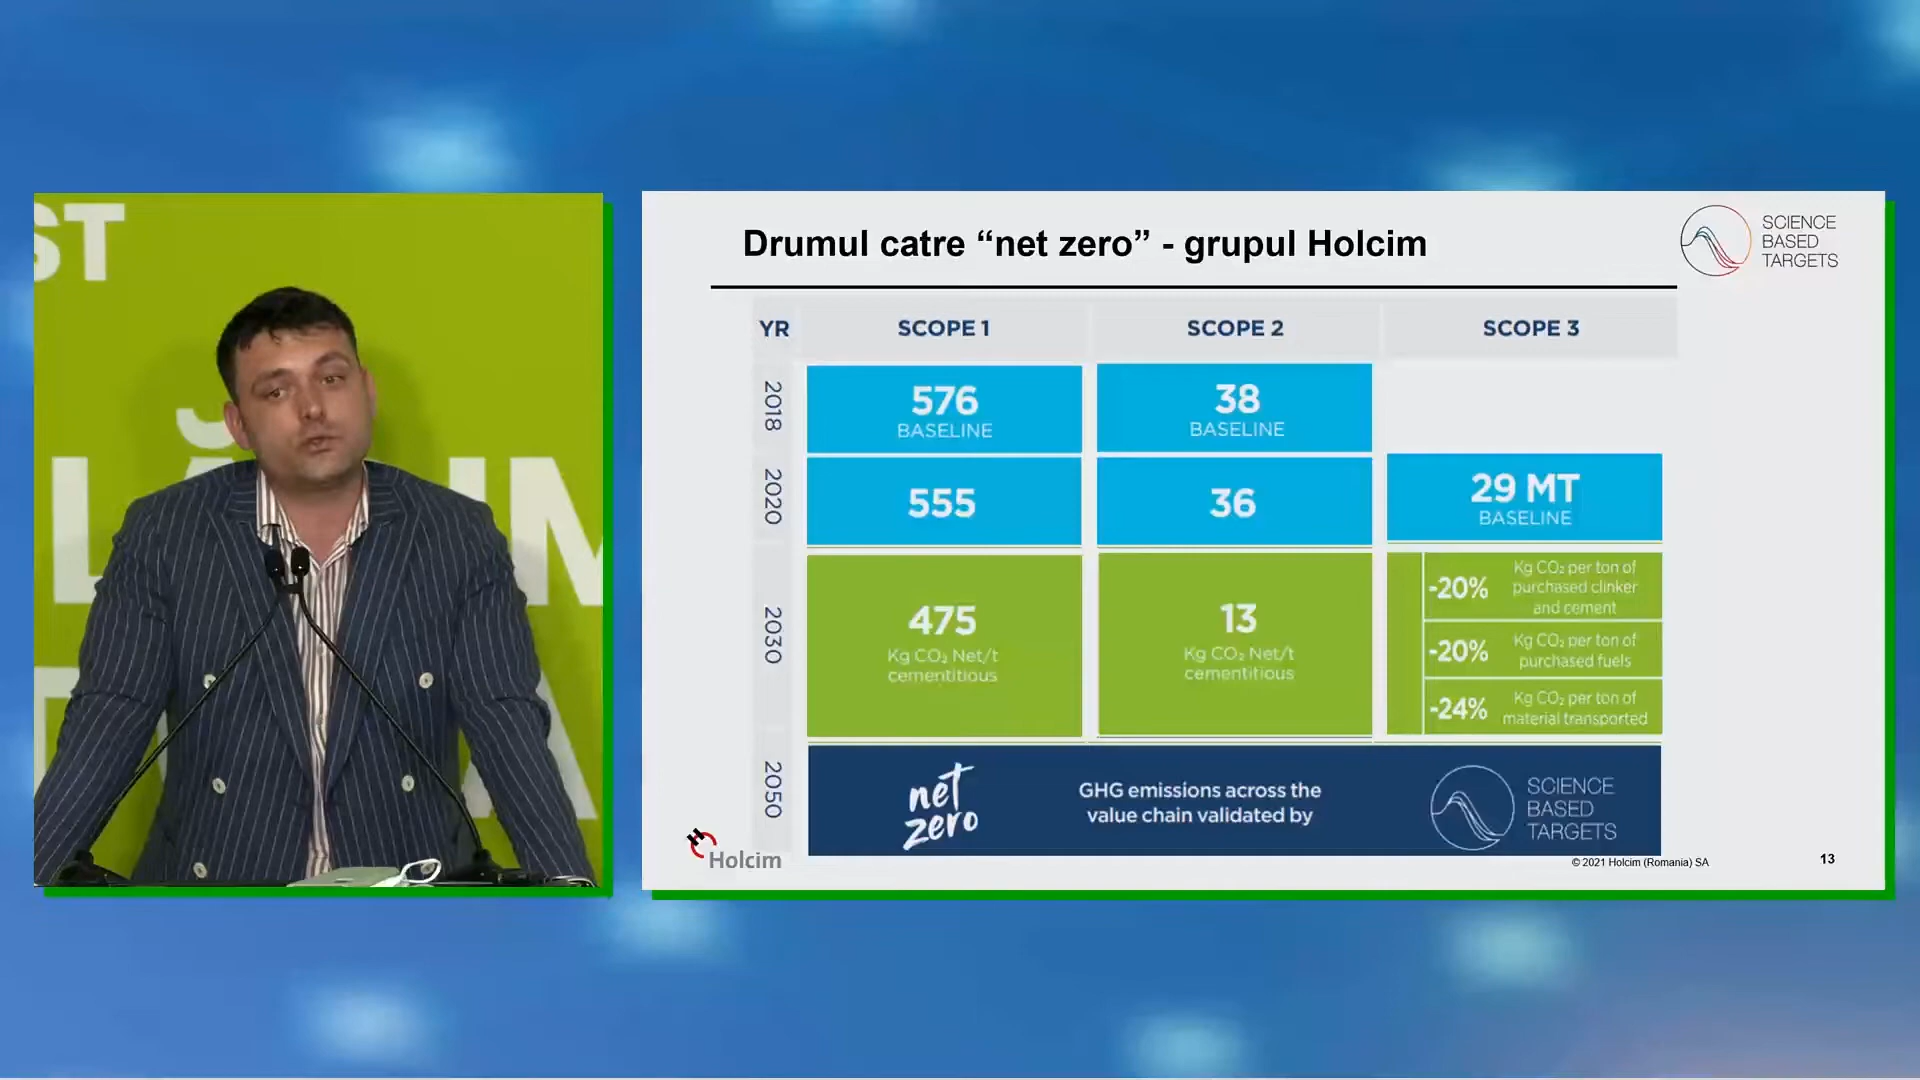 ST
Drumul catre “net zero” - grupul Holcim
SCIENCE
BASED
TARGETS
YR
SCOPE 1
SCOPE 2
SCOPE 3
2018
576
BASELINE
38
BASELINE
2020
555
36
29 MT
BASELINE
2030
475
Kg CO₂ Net/t
cementitious
13
Kg CO₂ Net/t
cementitious
-20%
Kg CO₂ per ton of
purchased clinker
and cement
-20%
Kg CO₂ per ton of
purchased fuels
-24%
Kg CO₂ per ton of
material transported
2050
net
zero
GHG emissions across the
value chain validated by
SCIENCE
BASED
TARGETS
Holcim
© 2021 Holcim (Romania) SA
13